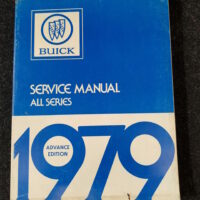 BUICK
SERVICE MANUAL
ALL SERIES
1979
ADVANCE
EDITION